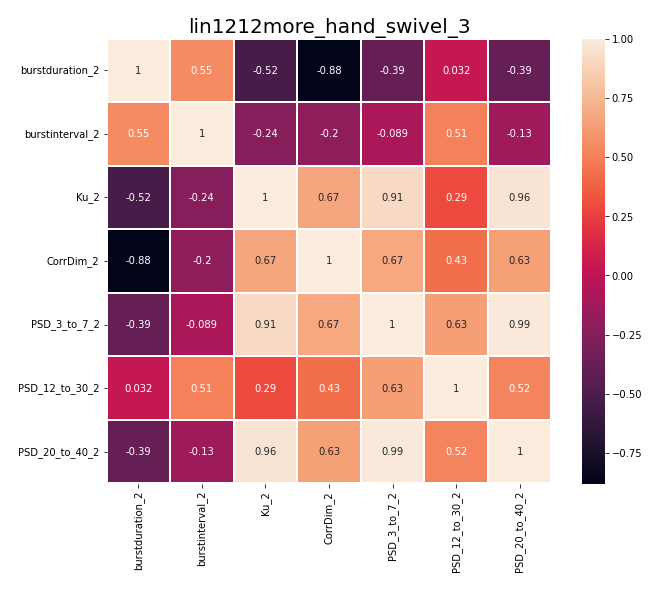 lin1212more_hand_swivel_3
burstduration_2 1 0.55 -0.52 -0.88 -0.39 0.032 -0.39
burstinterval_2 0.55 1 -0.24 -0.2 -0.089 0.51 -0.13
Ku_2 -0.52 -0.24 1 0.67 0.91 0.29 0.96
CorrDim_2 -0.88 -0.2 0.67 1 0.67 0.43 0.63
PSD_3_to_7_2 -0.39 -0.089 0.91 0.67 1 0.63 0.99
PSD_12_to_30_2 0.032 0.51 0.29 0.43 0.63 1 0.52
PSD_20_to_40_2 -0.39 -0.13 0.96 0.63 0.99 0.52 1
burstduration_2
burstinterval_2
Ku_2
CorrDim_2
PSD_3_to_7_2
PSD_12_to_30_2
PSD_20_to_40_2
1.00
0.75
0.50
0.25
0.00
−0.25
−0.50
−0.75